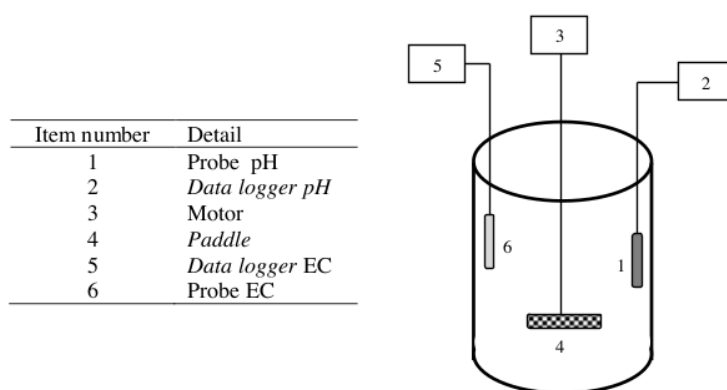 Item number Detail
1 Probe pH
2 Data logger pH
3 Motor
4 Paddle
5 Data logger EC
6 Probe EC
3
5
2
6
1
4